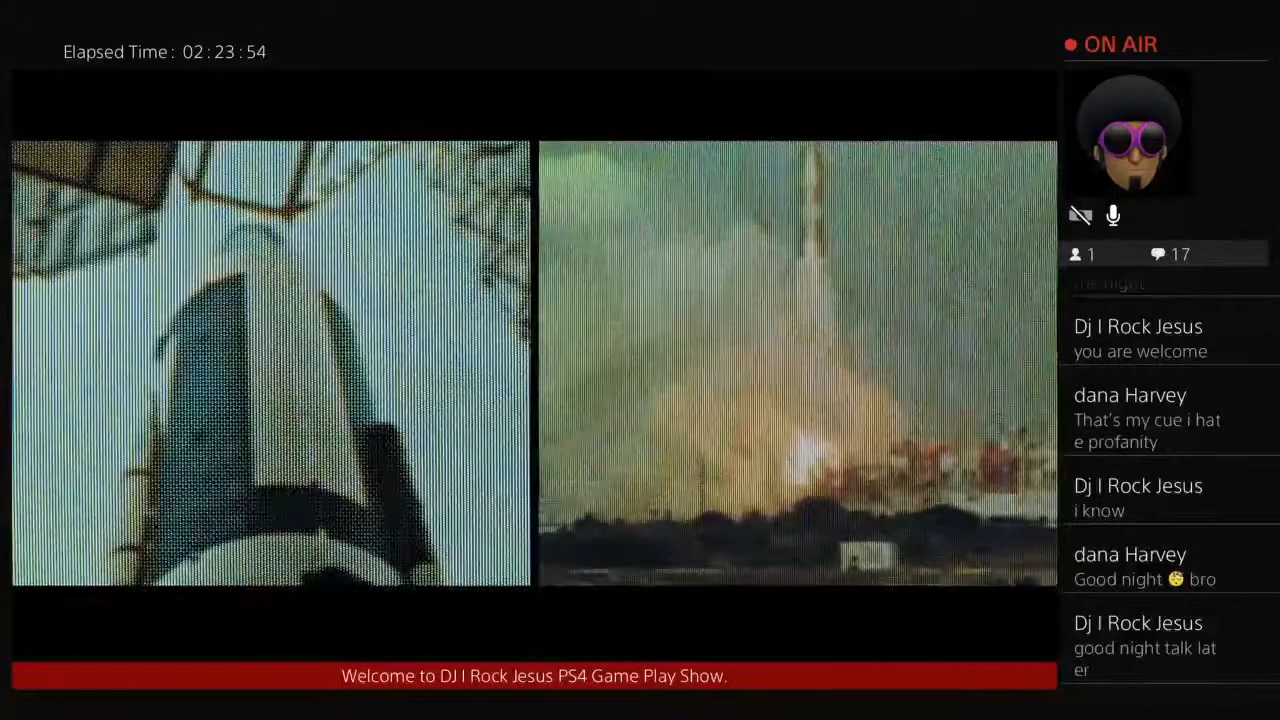 Elapsed Time: 02:23:54
ON AIR
1
17
me night
Dj I Rock Jesus
you are welcome
dana Harvey
That's my cue i hat
e profanity
Dj I Rock Jesus
i know
dana Harvey
Good night 😴 bro
Dj I Rock Jesus
good night talk lat
er
Welcome to DJ I Rock Jesus PS4 Game Play Show.